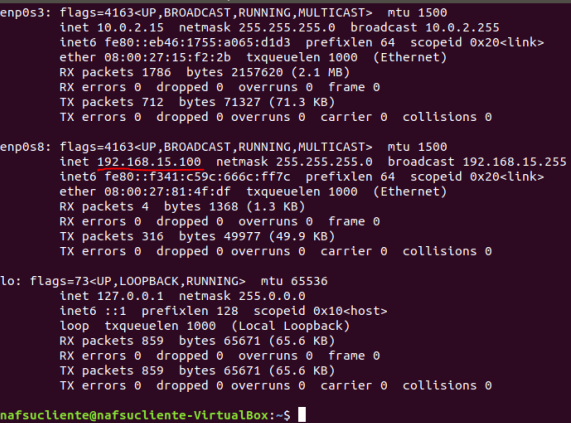 enp0s3: flags=4163<UP,BROADCAST,RUNNING,MULTICAST>  mtu 1500
        inet 10.0.2.15  netmask 255.255.255.0  broadcast 10.0.2.255
        inet6 fe80::eb46:1755:a065:d1d3  prefixlen 64  scopeid 0x20<link>
        ether 08:00:27:15:f2:2b  txqueuelen 1000  (Ethernet)
        RX packets 1786  bytes 2157620 (2.1 MB)
        RX errors 0  dropped 0  overruns 0  frame 0
        TX packets 712  bytes 71327 (71.3 KB)
        TX errors 0  dropped 0 overruns 0  carrier 0  collisions 0

enp0s8: flags=4163<UP,BROADCAST,RUNNING,MULTICAST>  mtu 1500
        inet 192.168.15.100  netmask 255.255.255.0  broadcast 192.168.15.255
        inet6 fe80::f341:c59c:666c:ff7c  prefixlen 64  scopeid 0x20<link>
        ether 08:00:27:81:4f:df  txqueuelen 1000  (Ethernet)
        RX packets 4  bytes 1368 (1.3 KB)
        RX errors 0  dropped 0  overruns 0  frame 0
        TX packets 316  bytes 49977 (49.9 KB)
        TX errors 0  dropped 0 overruns 0  carrier 0  collisions 0

lo: flags=73<UP,LOOPBACK,RUNNING>  mtu 65536
        inet 127.0.0.1  netmask 255.0.0.0
        inet6 ::1  prefixlen 128  scopeid 0x10<host>
        loop  txqueuelen 1000  (Local Loopback)
        RX packets 859  bytes 65671 (65.6 KB)
        RX errors 0  dropped 0  overruns 0  frame 0
        TX packets 859  bytes 65671 (65.6 KB)
        TX errors 0  dropped 0 overruns 0  carrier 0  collisions 0

nafsucliente@nafsucliente-VirtualBox:~$